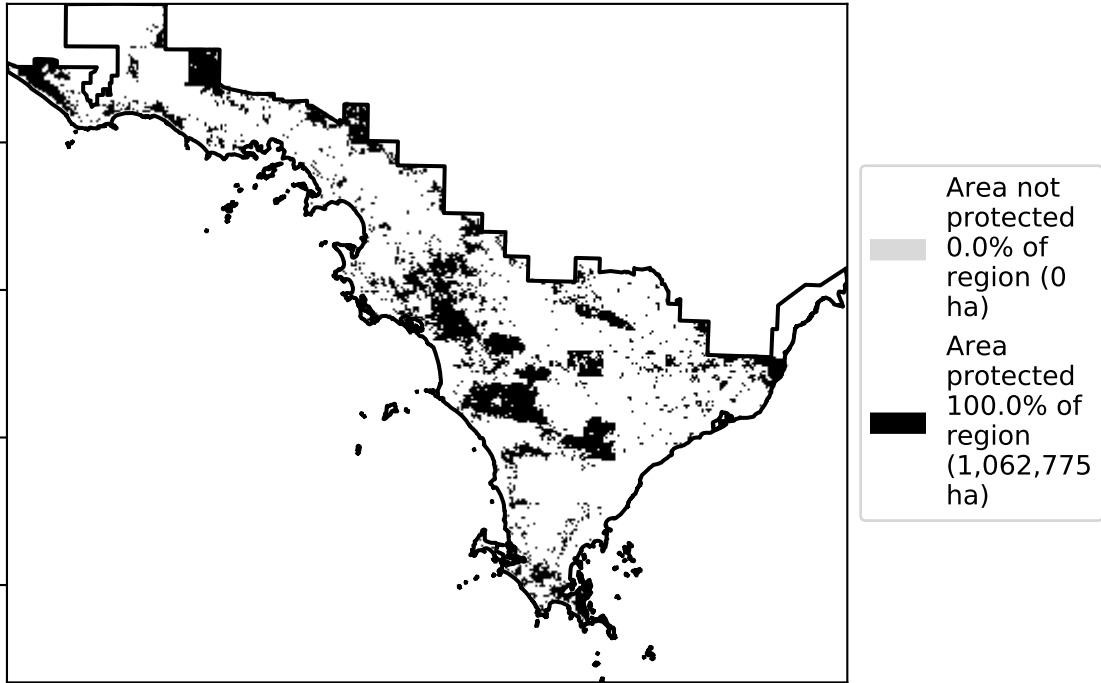 Area not
protected
0.0% of
region (0
ha)
Area
protected
100.0% of
region
(1,062,775
ha)